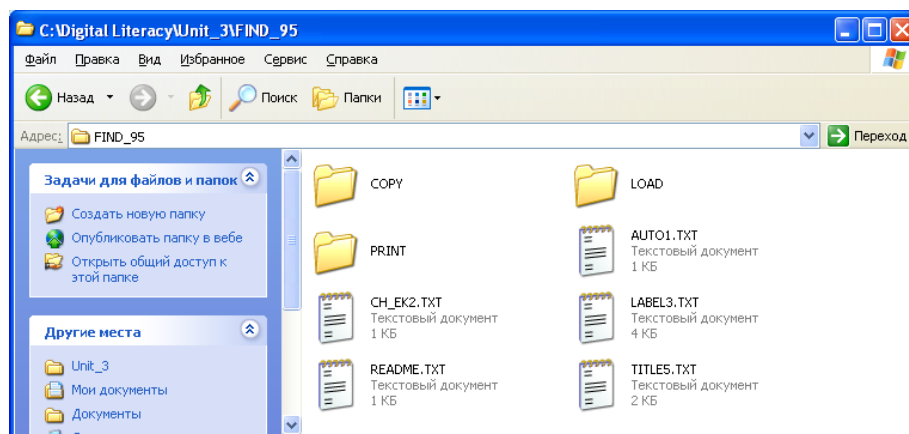 C:\Digital Literacy\Unit_3\FIND_95
Файл Правка Вид Избранное Сервис Справка
Назад Поиск Папки
Адрес: FIND_95 Переход
Задачи для файлов и папок
Создать новую папку
Опубликовать папку в вебе
Открыть общий доступ к
этой папке
Другие места
Unit_3
Мои документы
Документы
COPY
LOAD
PRINT
AUTO1.TXT
Текстовый документ
1 КБ
CH_EK2.TXT
Текстовый документ
1 КБ
LABEL3.TXT
Текстовый документ
4 КБ
README.TXT
Текстовый документ
1 КБ
TITLE5.TXT
Текстовый документ
2 КБ